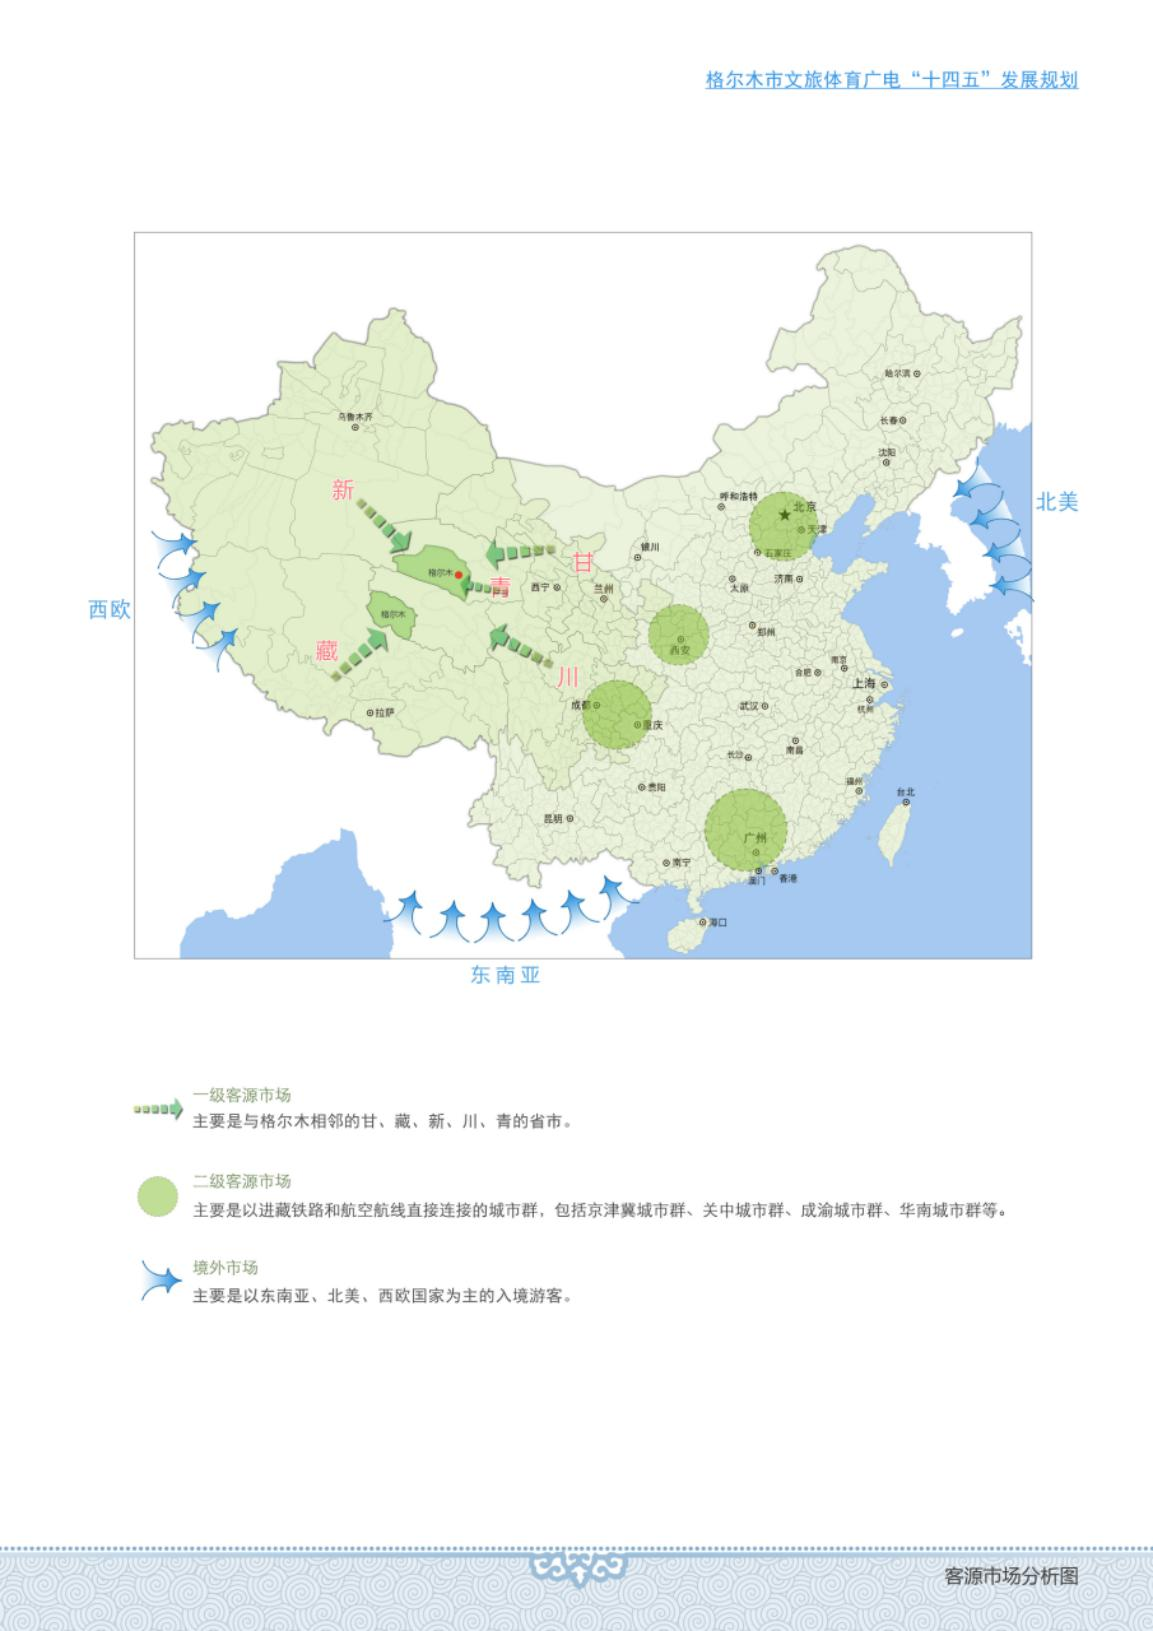 格尔木市文旅体育广电“十四五”发展规划
哈尔滨
长春
乌鲁木齐
沈阳
新
呼和浩特
北京
北美
天津
银川
石家庄
甘
格尔木
青
西宁
兰州
太原
济南
西欧
格尔木
郑州
藏
西安
南京
合肥
川
上海
成都
武汉
杭州
拉萨
重庆
南昌
长沙
贵阳
福州
台北
昆明
广州
南宁
澳门
香港
海口
东南亚
一级客源市场
主要是与格尔木相邻的甘、藏、新、川、青的省市。
二级客源市场
主要是以进藏铁路和航空航线直接连接的城市群，包括京津冀城市群、关中城市群、成渝城市群、华南城市群等。
境外市场
主要是以东南亚、北美、西欧国家为主的入境游客。
客源市场分析图